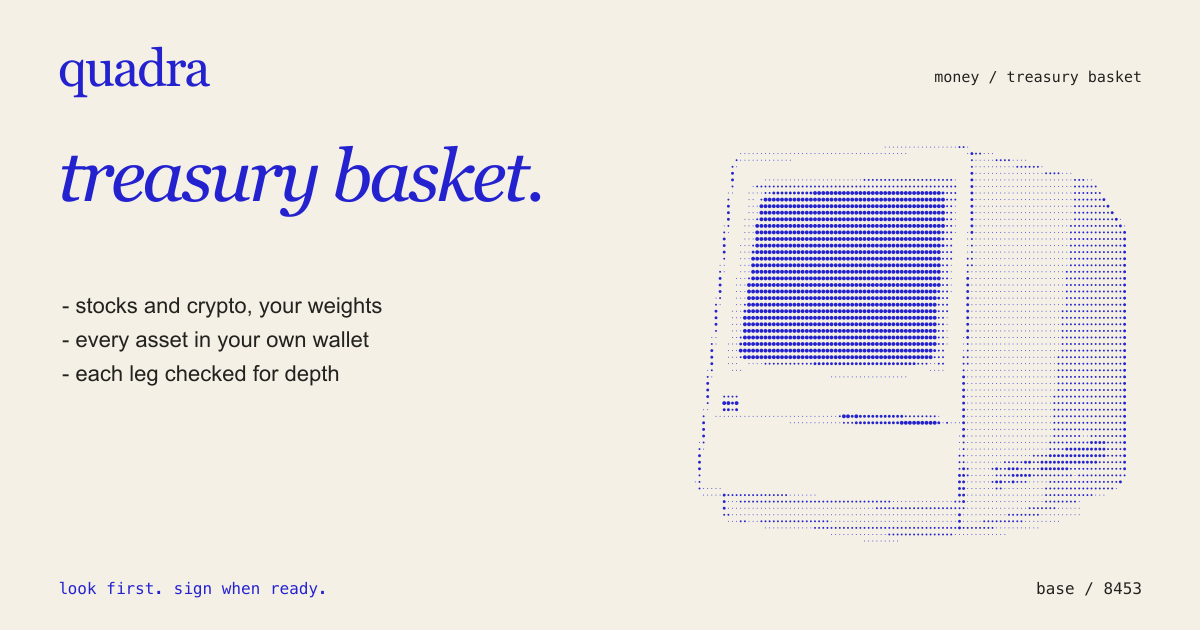 quadra
money / treasury basket
treasury basket.
- stocks and crypto, your weights
- every asset in your own wallet
- each leg checked for depth
look first. sign when ready.
base / 8453